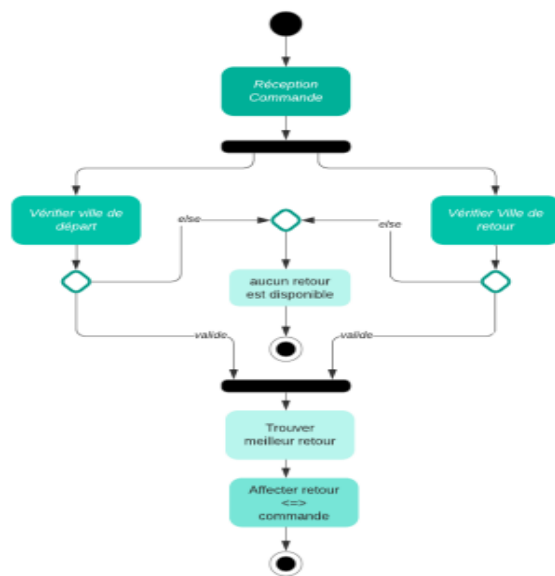 Réception
Commande
Vérifier ville de
départ
else
Vérifier Ville de
retour
else
aucun retour
est disponible
valide
valide
Trouver
meilleur retour
Affecter retour
<=>
commande